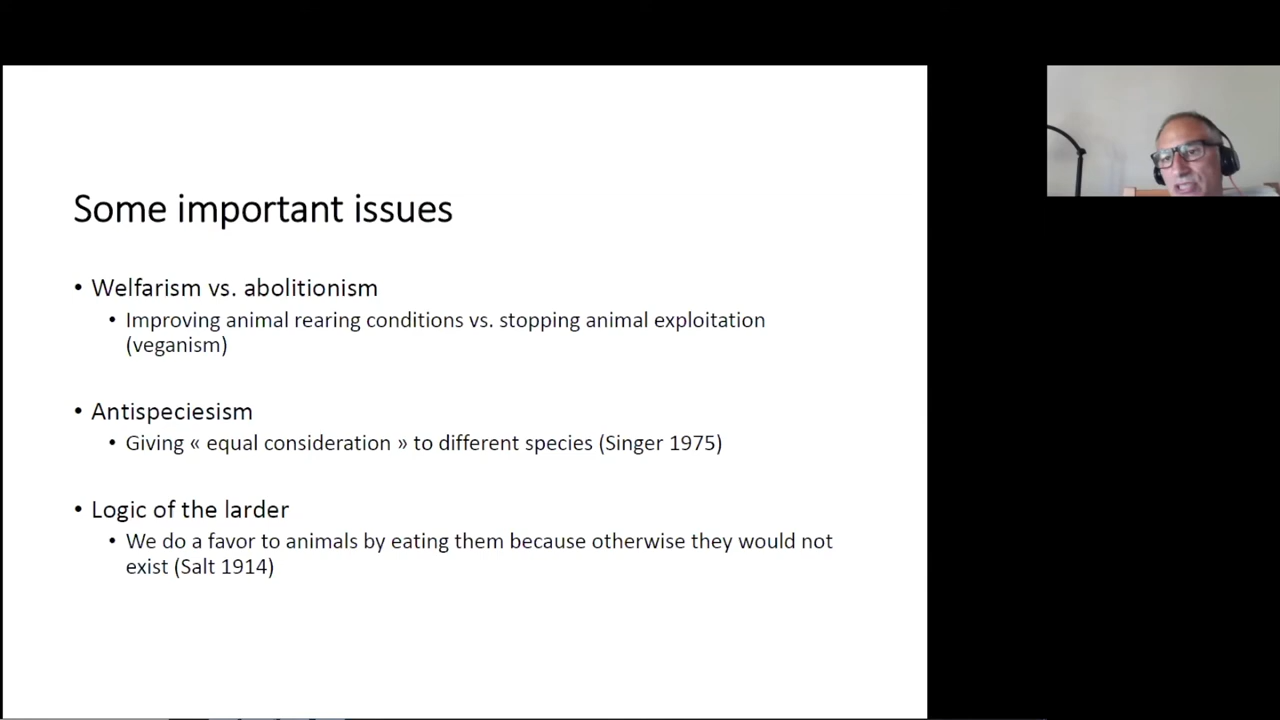 Some important issues
• Welfarism vs. abolitionism
• Improving animal rearing conditions vs. stopping animal exploitation
(veganism)
• Antispeciesism
• Giving « equal consideration » to different species (Singer 1975)
• Logic of the larder
• We do a favor to animals by eating them because otherwise they would not
exist (Salt 1914)